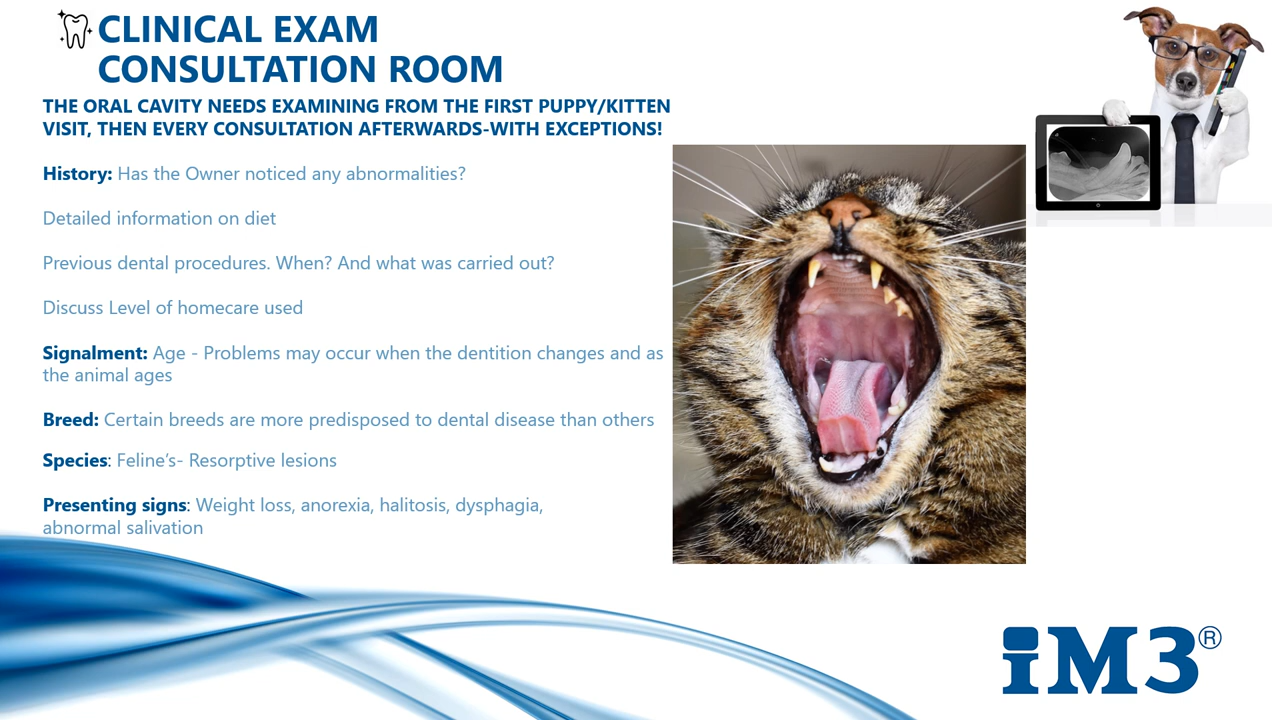 CLINICAL EXAM
CONSULTATION ROOM
THE ORAL CAVITY NEEDS EXAMINING FROM THE FIRST PUPPY/KITTEN
VISIT, THEN EVERY CONSULTATION AFTERWARDS-WITH EXCEPTIONS!
History: Has the Owner noticed any abnormalities?
Detailed information on diet
Previous dental procedures. When? And what was carried out?
Discuss Level of homecare used
Signalment: Age - Problems may occur when the dentition changes and as
the animal ages
Breed: Certain breeds are more predisposed to dental disease than others
Species: Feline’s- Resorptive lesions
Presenting signs: Weight loss, anorexia, halitosis, dysphagia,
abnormal salivation
iM3®